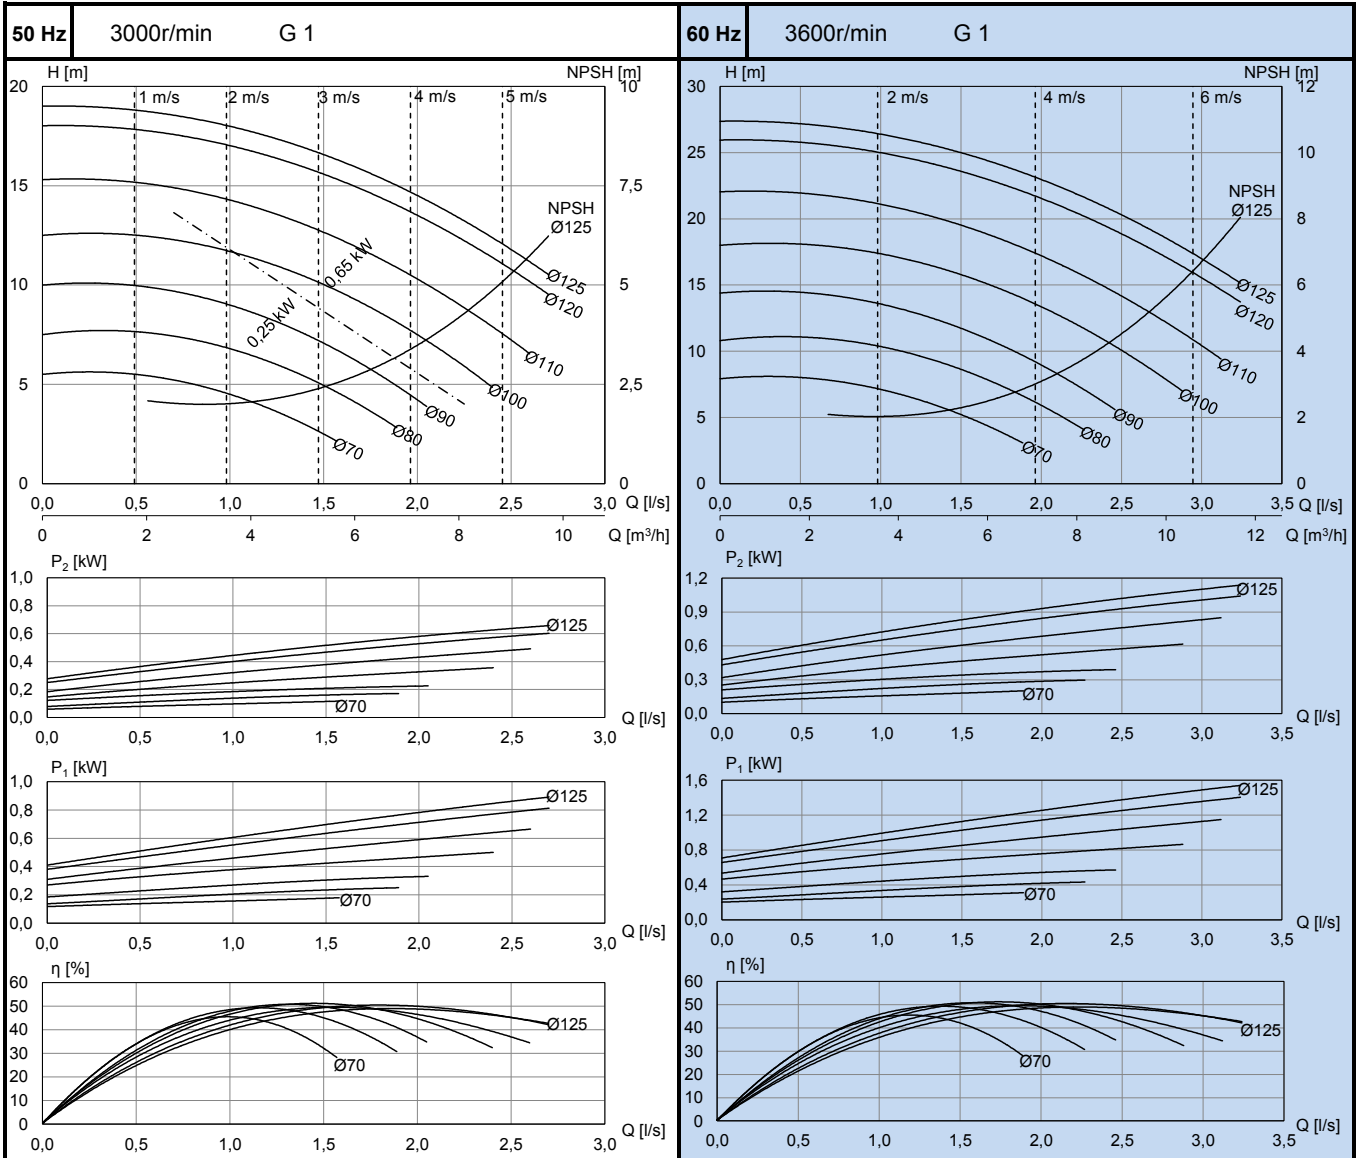 50 Hz 3000r/min G 1
H [m] NPSH [m]
20 10
1 m/s 2 m/s 3 m/s 4 m/s 5 m/s
15 7,5
NPSH
Ø125
0,65 kW
10 5
0,25 kW
Ø125
Ø120
Ø110
Ø100
Ø90
Ø80
Ø70
5 2,5
0 0
0,0 0,5 1,0 1,5 2,0 2,5 3,0 Q [l/s]
0 2 4 6 8 10 Q [m³/h]
P2 [kW]
1,0
0,8
0,6 Ø125
0,4
0,2 Ø70
0,0 Q [l/s]
0,0 0,5 1,0 1,5 2,0 2,5 3,0
P1 [kW]
1,0
0,8 Ø125
0,6
0,4
0,2 Ø70
0,0 Q [l/s]
0,0 0,5 1,0 1,5 2,0 2,5 3,0
η [%]
60
50
40 Ø125
30
20 Ø70
10
0 Q [l/s]
0,0 0,5 1,0 1,5 2,0 2,5 3,0
60 Hz 3600r/min G 1
H [m] NPSH [m]
30 12
2 m/s 4 m/s 6 m/s
25 10
NPSH
Ø125
20 8
15 6
Ø125
Ø120
10 4
Ø110
Ø100
Ø90
Ø80
Ø70
5 2
0 0
0,0 0,5 1,0 1,5 2,0 2,5 3,0 3,5 Q [l/s]
0 2 4 6 8 10 12 Q [m³/h]
P2 [kW]
1,2
0,9 Ø125
0,6
0,3 Ø70
0,0 Q [l/s]
0,0 0,5 1,0 1,5 2,0 2,5 3,0 3,5
P1 [kW]
1,6
1,2 Ø125
0,8
0,4 Ø70
0,0 Q [l/s]
0,0 0,5 1,0 1,5 2,0 2,5 3,0 3,5
η [%]
60
50
40 Ø125
30
20 Ø70
10
0 Q [l/s]
0,0 0,5 1,0 1,5 2,0 2,5 3,0 3,5